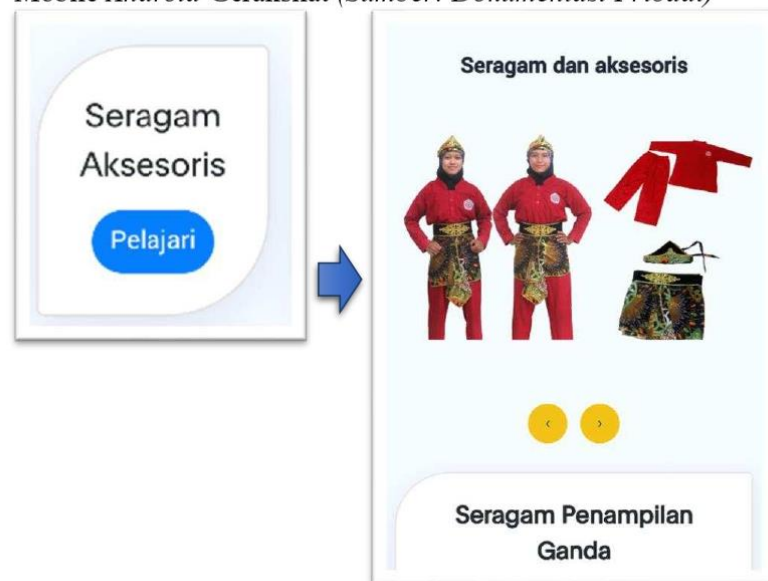 Seragam
Aksesoris
Pelajari
Seragam dan aksesoris
‹ ›
Seragam Penampilan
Ganda